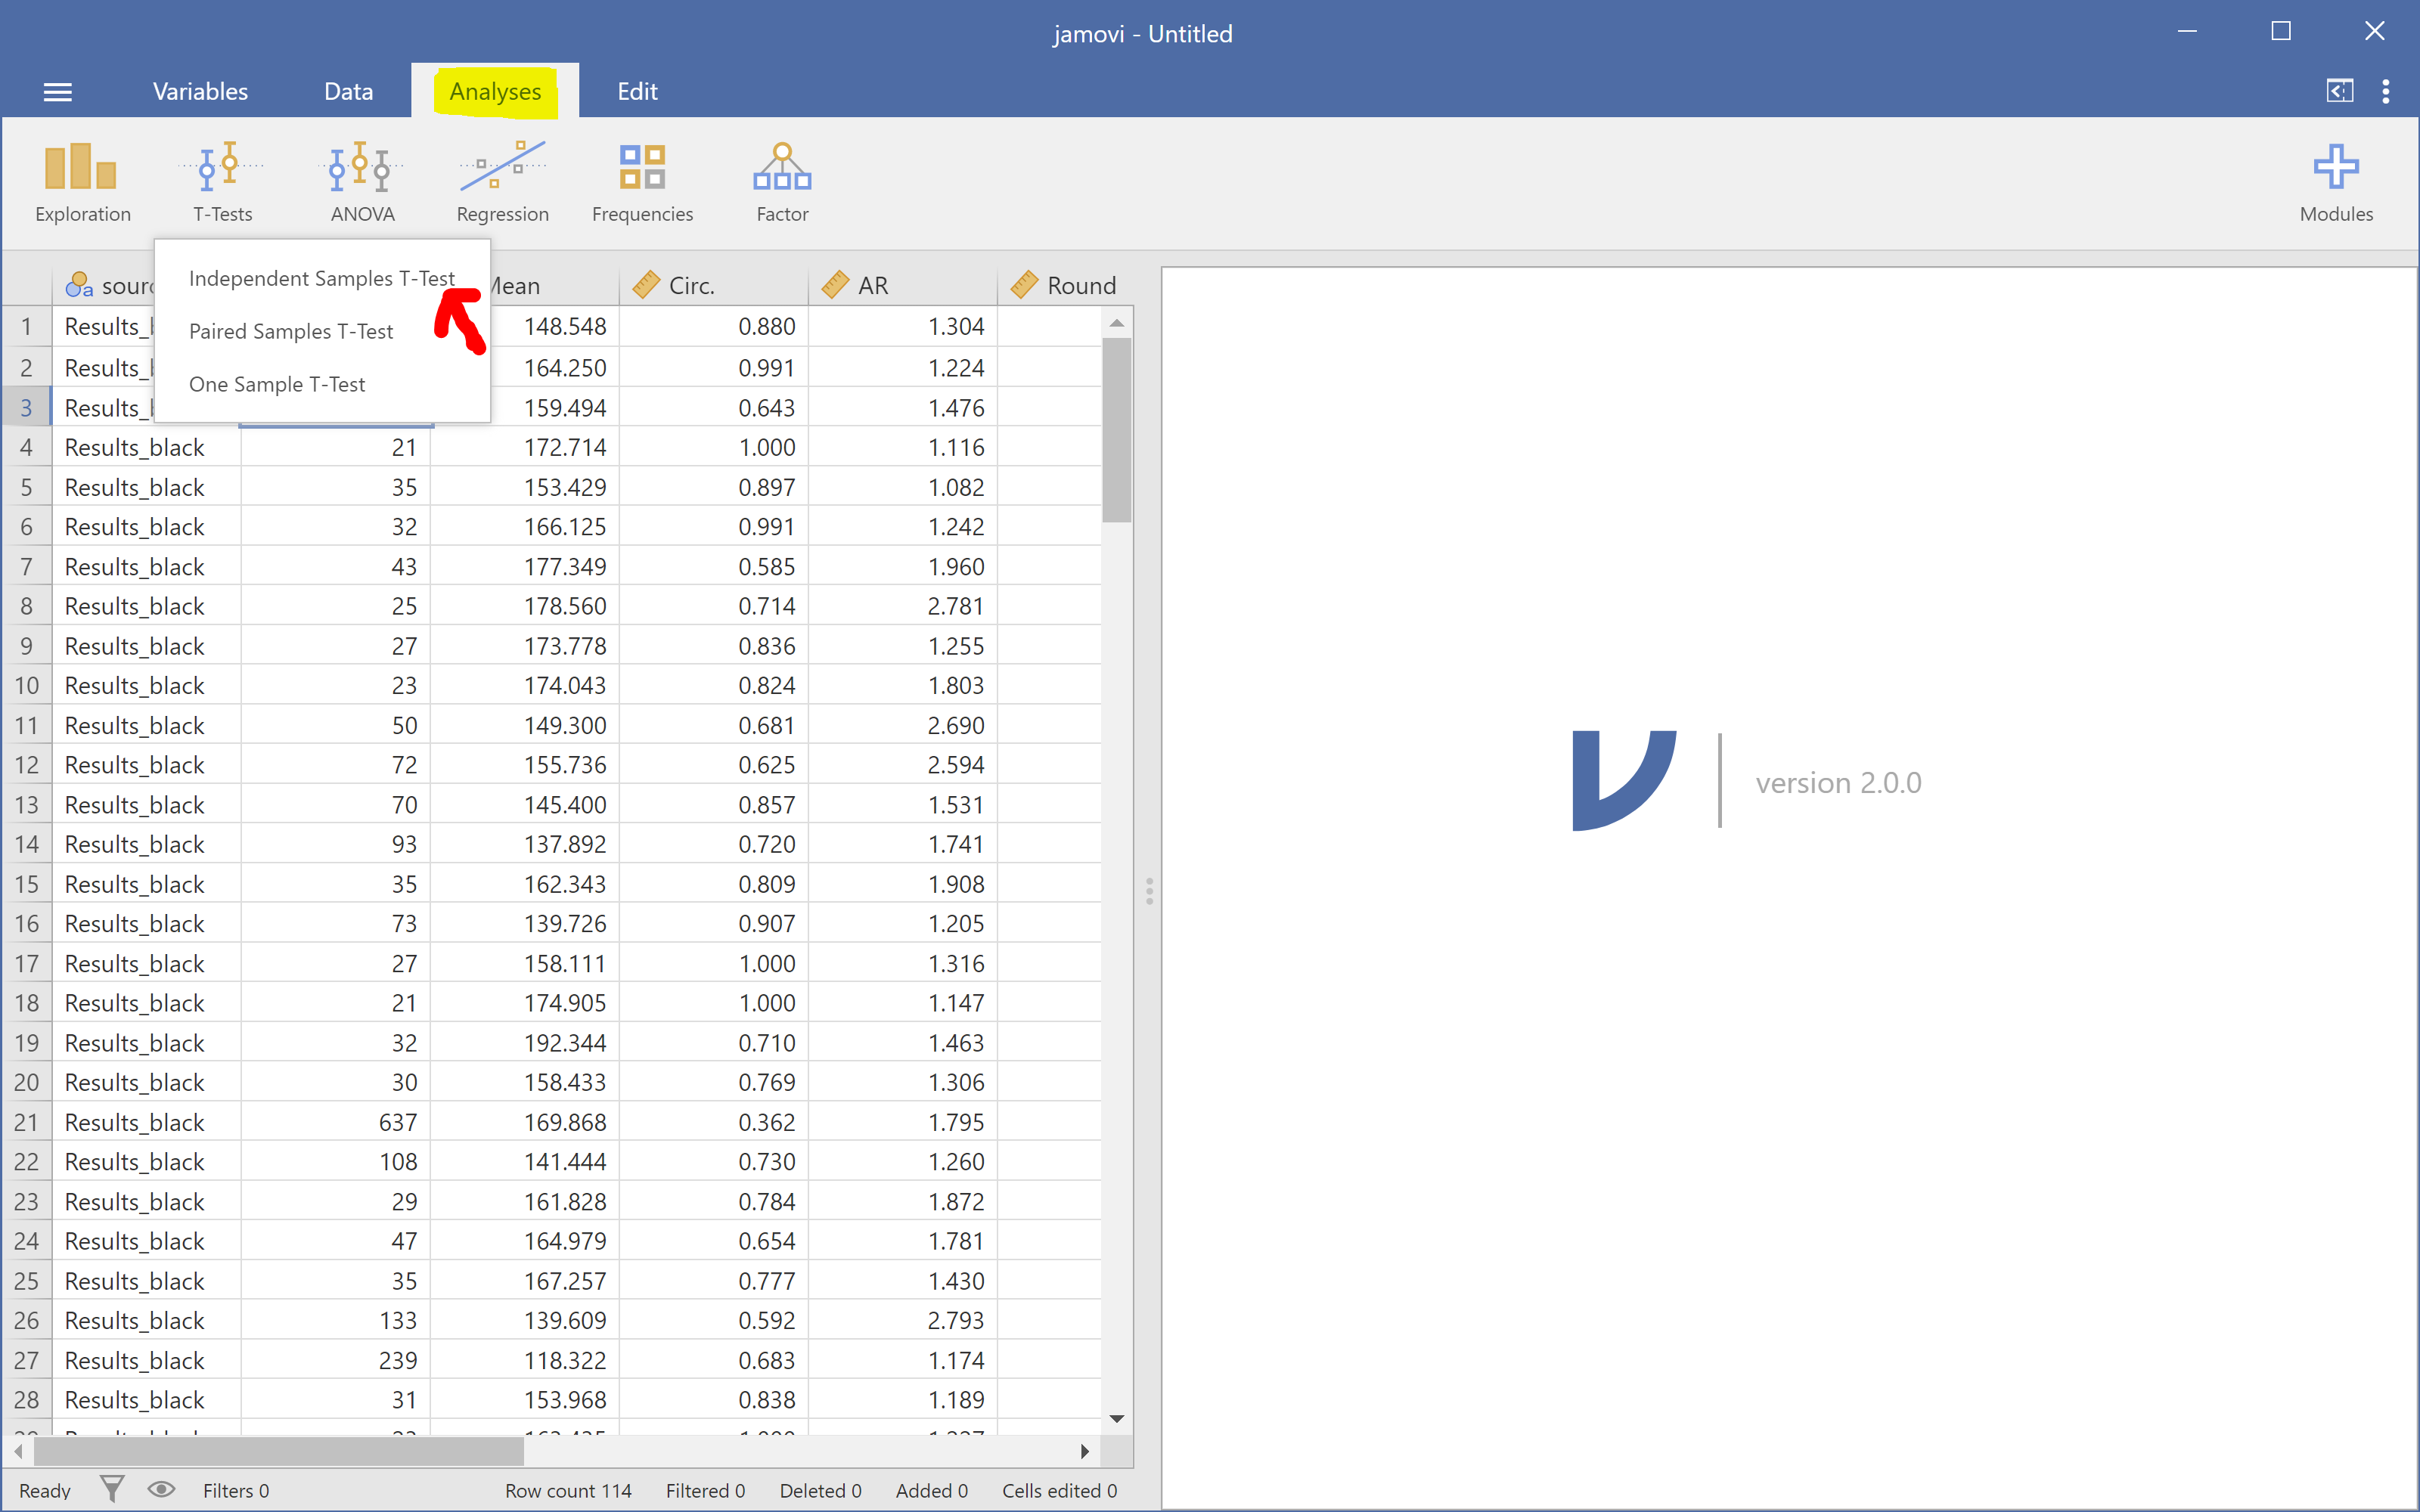 jamovi - Untitled
Variables Data Analyses Edit
Exploration T-Tests ANOVA Regression Frequencies Factor Modules
Independent Samples T-Test
Paired Samples T-Test
One Sample T-Test
Mean Circ. AR Round
1 148.548 0.880 1.304
2 164.250 0.991 1.224
3 159.494 0.643 1.476
4 Results_black 21 172.714 1.000 1.116
5 Results_black 35 153.429 0.897 1.082
6 Results_black 32 166.125 0.991 1.242
7 Results_black 43 177.349 0.585 1.960
8 Results_black 25 178.560 0.714 2.781
9 Results_black 27 173.778 0.836 1.255
10 Results_black 23 174.043 0.824 1.803
11 Results_black 50 149.300 0.681 2.690
12 Results_black 72 155.736 0.625 2.594
13 Results_black 70 145.400 0.857 1.531
14 Results_black 93 137.892 0.720 1.741
15 Results_black 35 162.343 0.809 1.908
16 Results_black 73 139.726 0.907 1.205
17 Results_black 27 158.111 1.000 1.316
18 Results_black 21 174.905 1.000 1.147
19 Results_black 32 192.344 0.710 1.463
20 Results_black 30 158.433 0.769 1.306
21 Results_black 637 169.868 0.362 1.795
22 Results_black 108 141.444 0.730 1.260
23 Results_black 29 161.828 0.784 1.872
24 Results_black 47 164.979 0.654 1.781
25 Results_black 35 167.257 0.777 1.430
26 Results_black 133 139.609 0.592 2.793
27 Results_black 239 118.322 0.683 1.174
28 Results_black 31 153.968 0.838 1.189
version 2.0.0
Ready Filters 0 Row count 114 Filtered 0 Deleted 0 Added 0 Cells edited 0